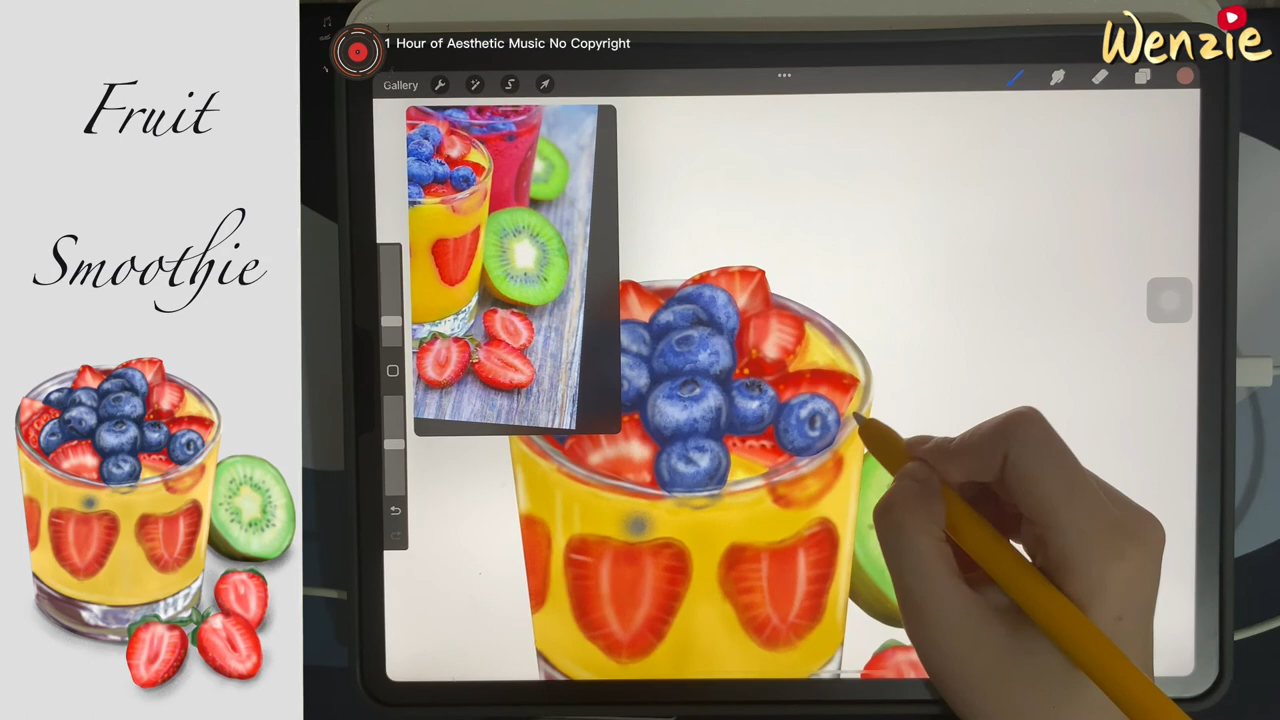 Fruit
Smoothie
1 Hour of Aesthetic Music No Copyright
Wenzie
Gallery